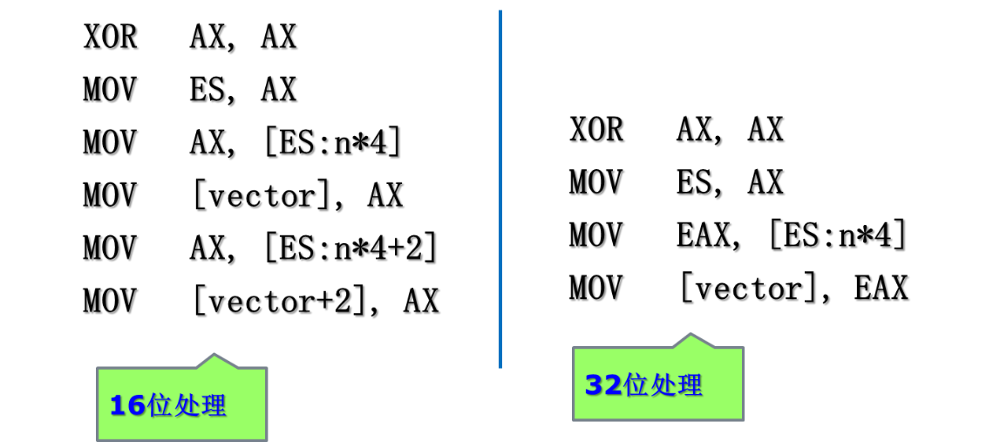 XOR AX, AX
MOV ES, AX
MOV AX, [ES:n*4]
MOV [vector], AX
MOV AX, [ES:n*4+2]
MOV [vector+2], AX
16位处理
XOR AX, AX
MOV ES, AX
MOV EAX, [ES:n*4]
MOV [vector], EAX
32位处理